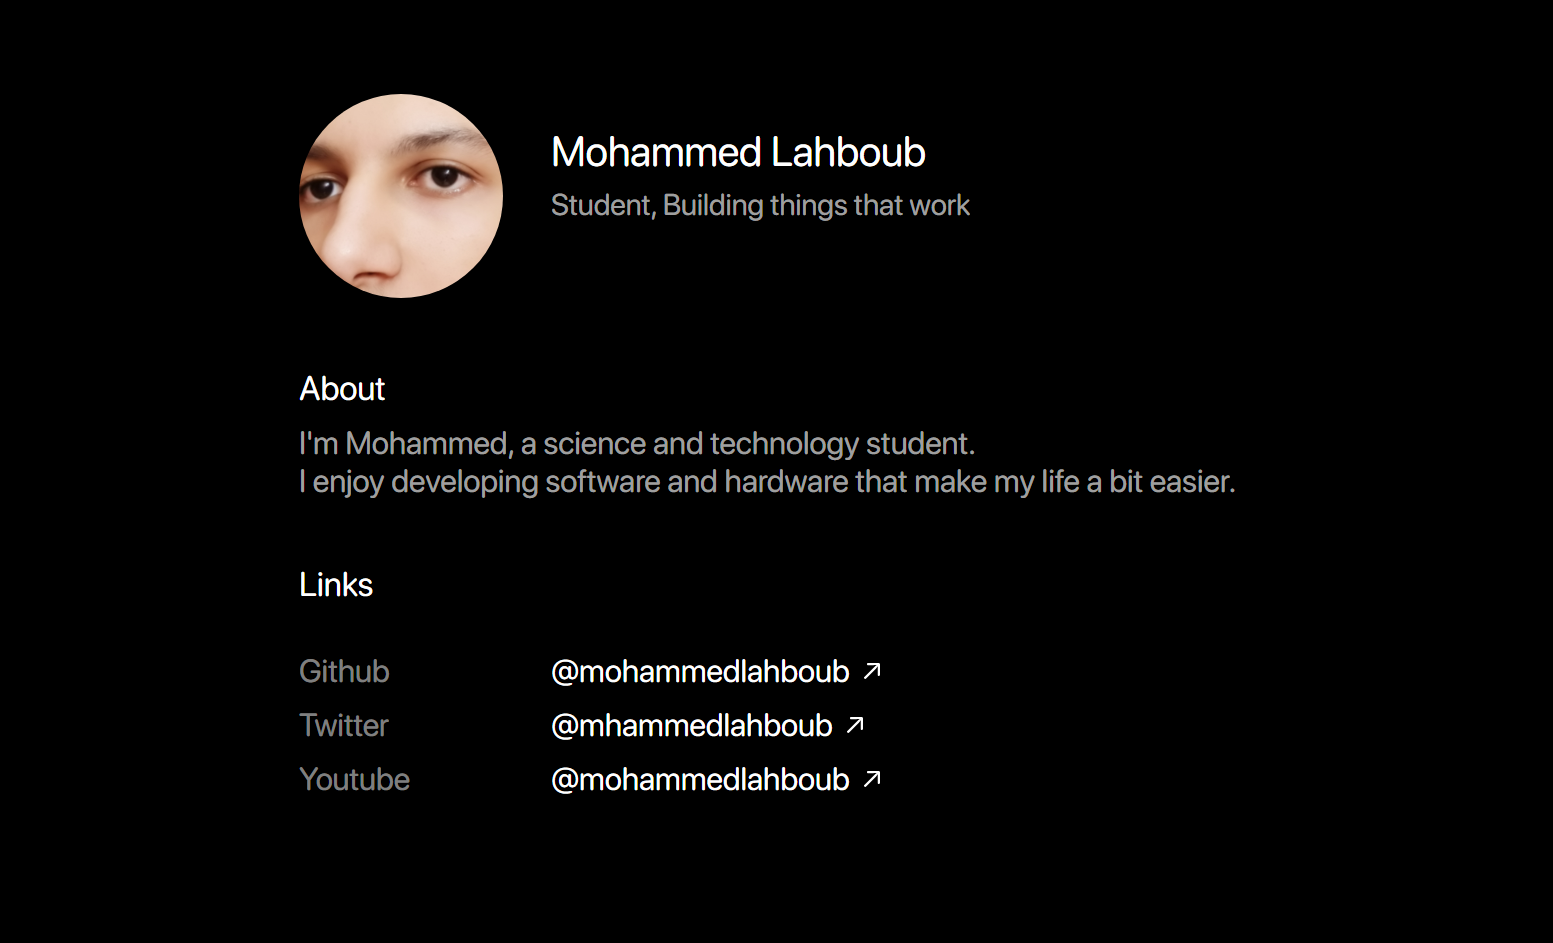 Mohammed Lahboub
Student, Building things that work
About
I'm Mohammed, a science and technology student.
I enjoy developing software and hardware that make my life a bit easier.
Links
Github @mohammedlahboub ↗
Twitter @mhammedlahboub ↗
Youtube @mohammedlahboub ↗